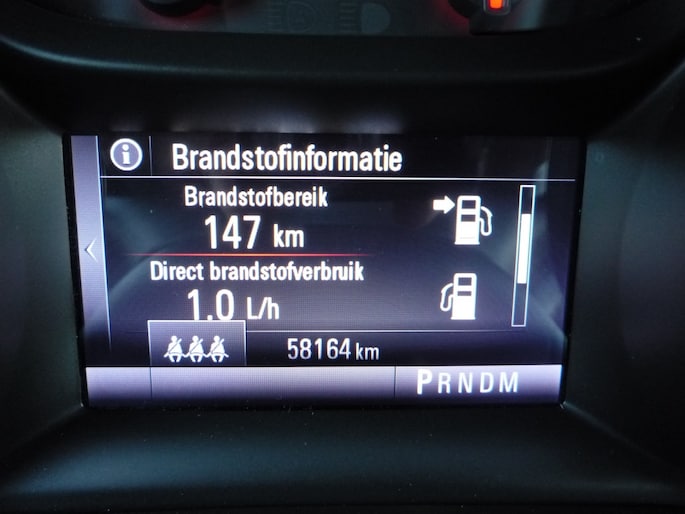 Brandstofinformatie
Brandstofbereik
147 km
Direct brandstofverbruik
1.0 L/h
58164 km
PRNDM